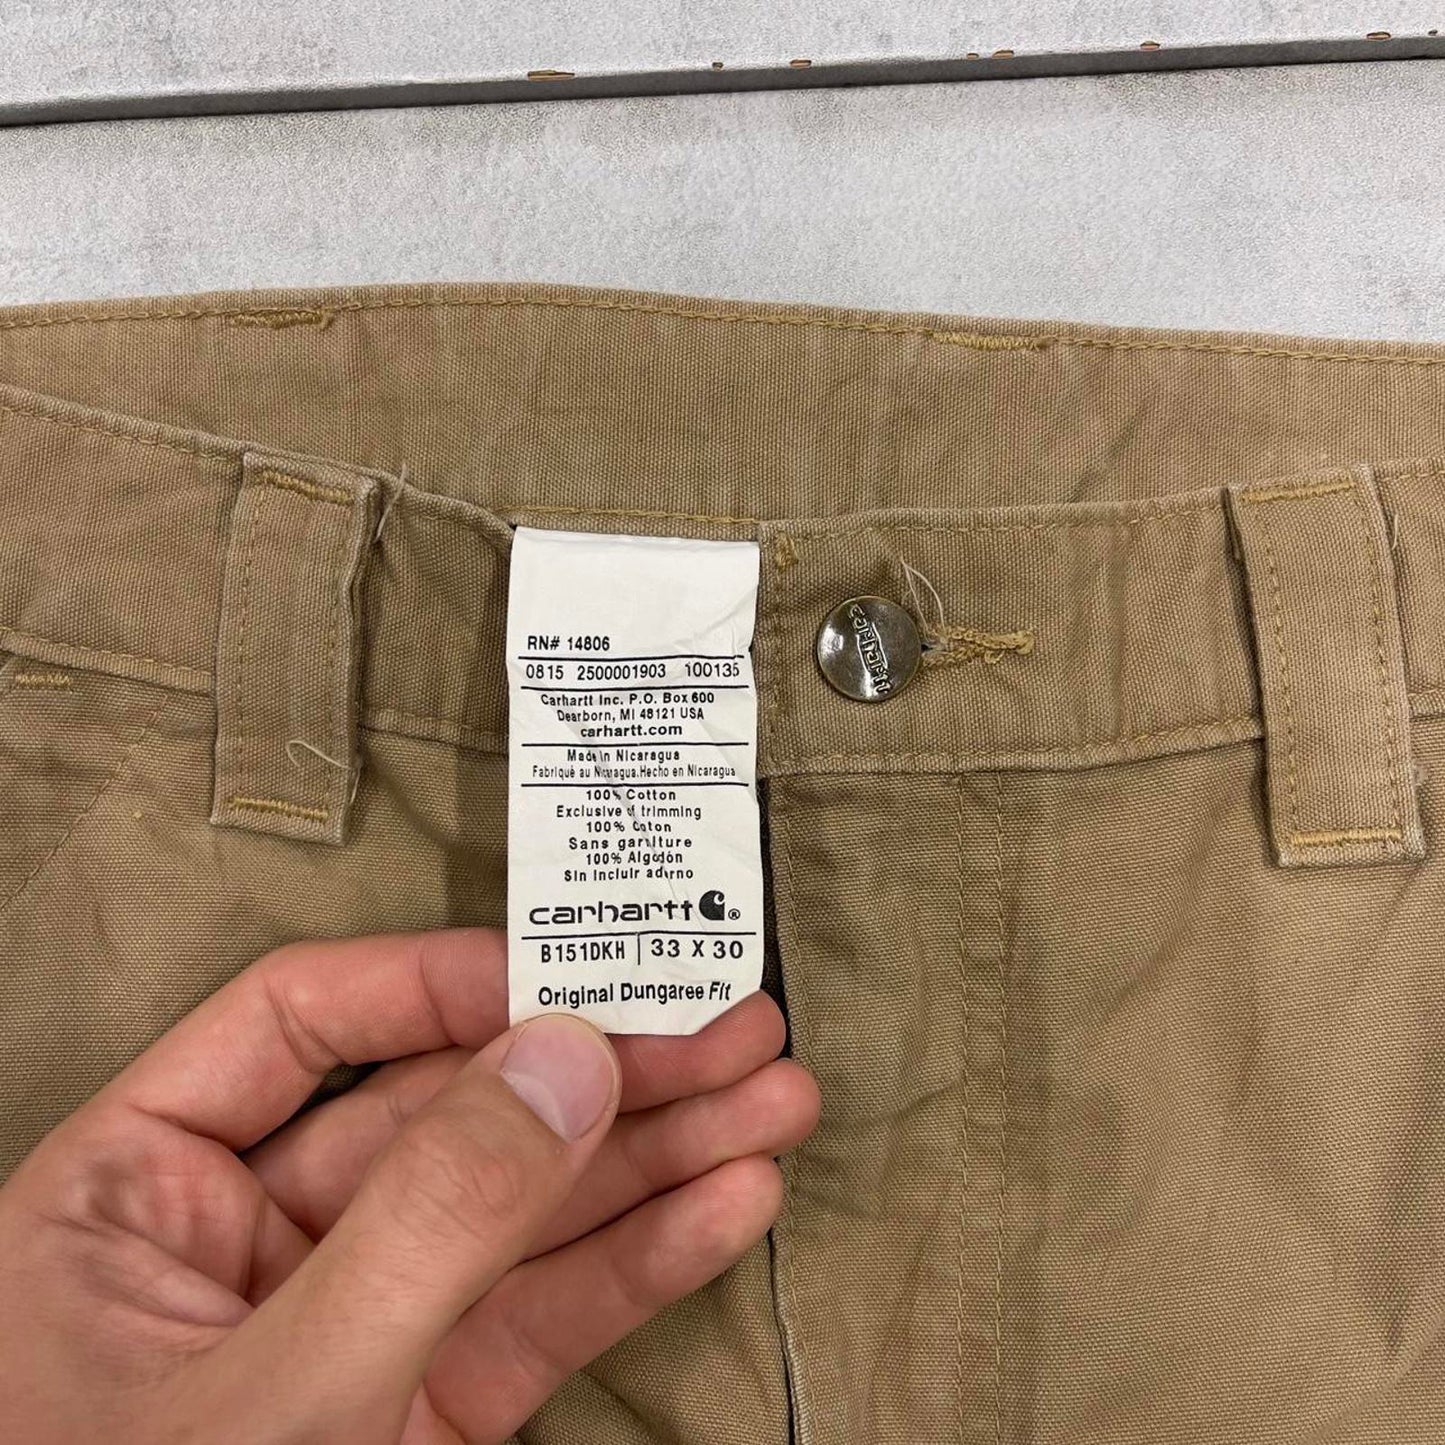 RN# 14806
0815 2500001903 100135
Carhartt Inc. P.O. Box 600
Dearborn, MI 48121 USA
carhartt.com
Made in Nicaragua
Fabriqué au Nicaragua.Hecho en Nicaragua
100% Cotton
Exclusive of trimming
100% Coton
Sans garniture
100% Algodón
Sin incluir adorno
carhartt ®
B151DKH | 33 X 30
Original Dungaree Fit
carhartt